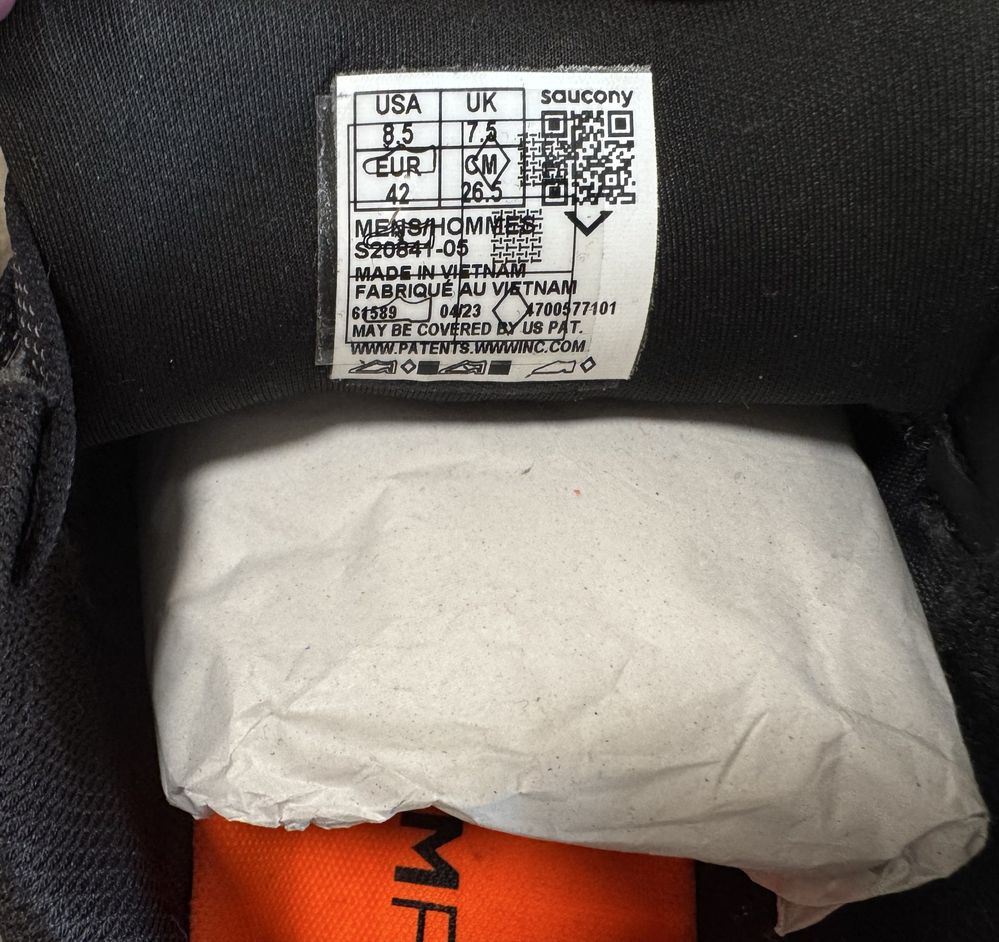 USA UK
8.5 7.5
EUR CM
42 26.5
saucony
MENS/HOMMES
S20841-05
MADE IN VIETNAM
FABRIQUÉ AU VIETNAM
61589 04/23 4700577101
MAY BE COVERED BY US PAT.
WWW.PATENTS.WWWINC.COM